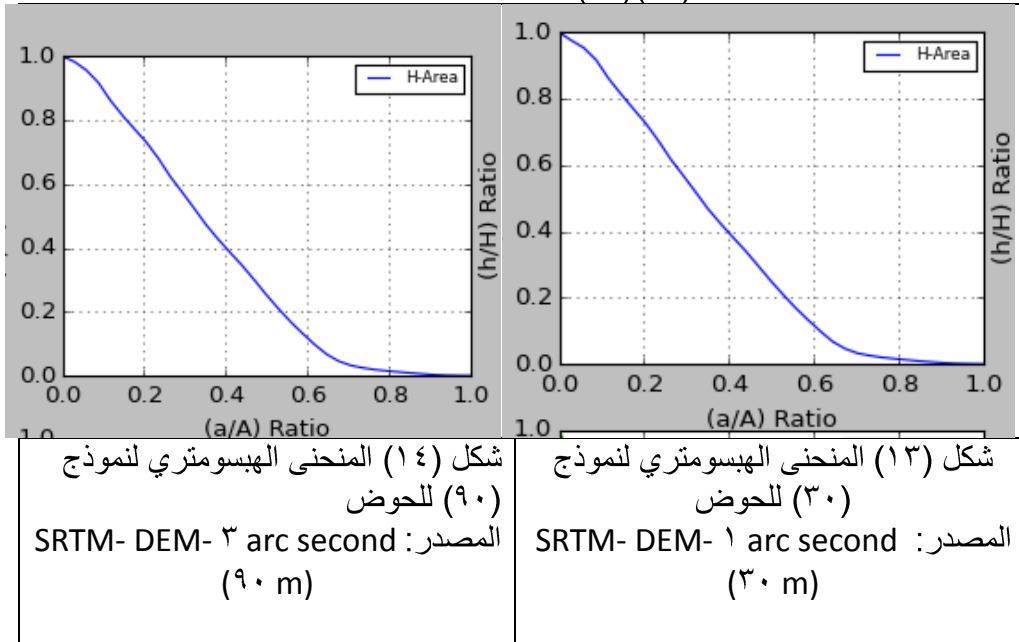 1.0
0.8
0.6
0.4
0.2
0.0
0.0 0.2 0.4 0.6 0.8 1.0
H-Area
(h/H) Ratio
(a/A) Ratio
1.0
0.8
0.6
0.4
0.2
0.0
0.0 0.2 0.4 0.6 0.8 1.0
H-Area
(h/H) Ratio
(a/A) Ratio
1.0
شكل (١٣) المنحنى الهبسومتري لنموذج
(٣٠) للحوض
المصدر: SRTM- DEM- ١ arc second
(٣٠ m)
شكل (١٤) المنحنى الهبسومتري لنموذج
(٩٠) للحوض
المصدر: SRTM- DEM- ٣ arc second
(٩٠ m)